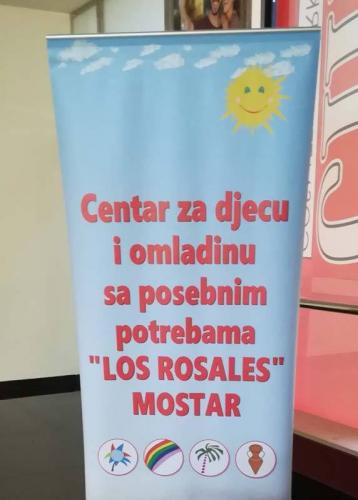 Centar za djecu
i omladinu
sa posebnim
potrebama
"LOS ROSALES"
MOSTAR